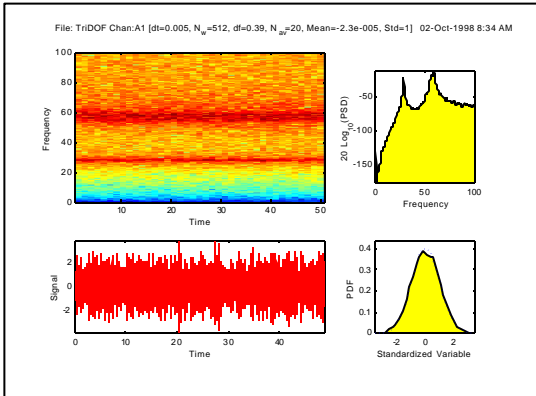 File: TriDOF Chan:A1 [dt=0.005, N_w=512, df=0.39, N_av=20, Mean=-2.3e-005, Std=1] 02-Oct-1998 8:34 AM
100
80
60
40
20
0
Frequency
10 20 30 40 50
Time
-50
-100
-150
20 Log_10(PSD)
0 50 100
Frequency
2
0
-2
Signal
0 10 20 30 40
Time
0.4
0.3
0.2
0.1
0
PDF
-2 0 2
Standardized Variable